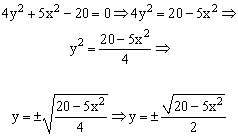 4y² + 5x² − 20 = 0 ⇒ 4y² = 20 − 5x² ⇒
y² = (20 − 5x²)/4 ⇒
y = ±√((20 − 5x²)/4) ⇒ y = ±√(20 − 5x²)/2